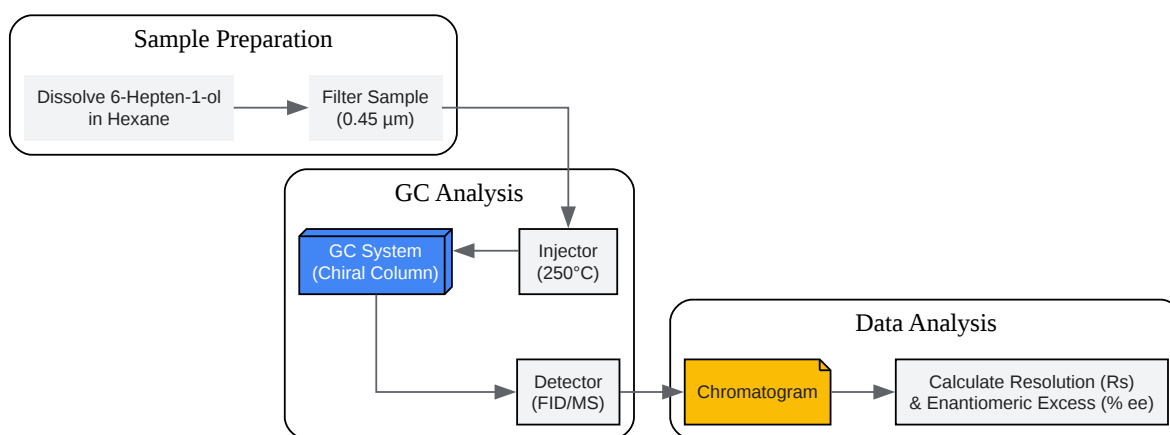 Sample Preparation
Dissolve 6-Hepten-1-ol
in Hexane
Filter Sample
(0.45 µm)
GC Analysis
GC System
(Chiral Column)
Injector
(250°C)
Detector
(FID/MS)
Data Analysis
Chromatogram
Calculate Resolution (Rs)
& Enantiomeric Excess (% ee)